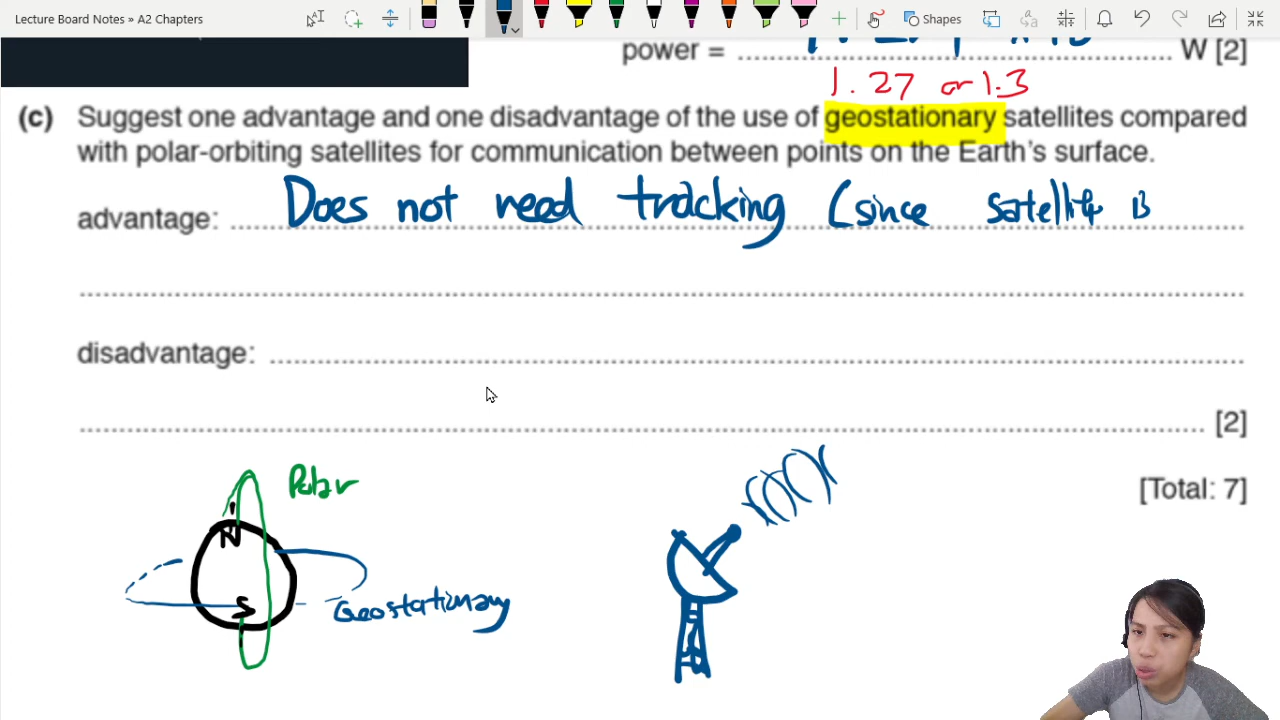 Lecture Board Notes » A2 Chapters
Shapes
power = W [2]
1.27 or 1.3
(c) Suggest one advantage and one disadvantage of the use of geostationary satellites compared
with polar-orbiting satellites for communication between points on the Earth's surface.
advantage: Does not need tracking (since satellite is
disadvantage:
[2]
[Total: 7]
Polar
N
S
Geostationary